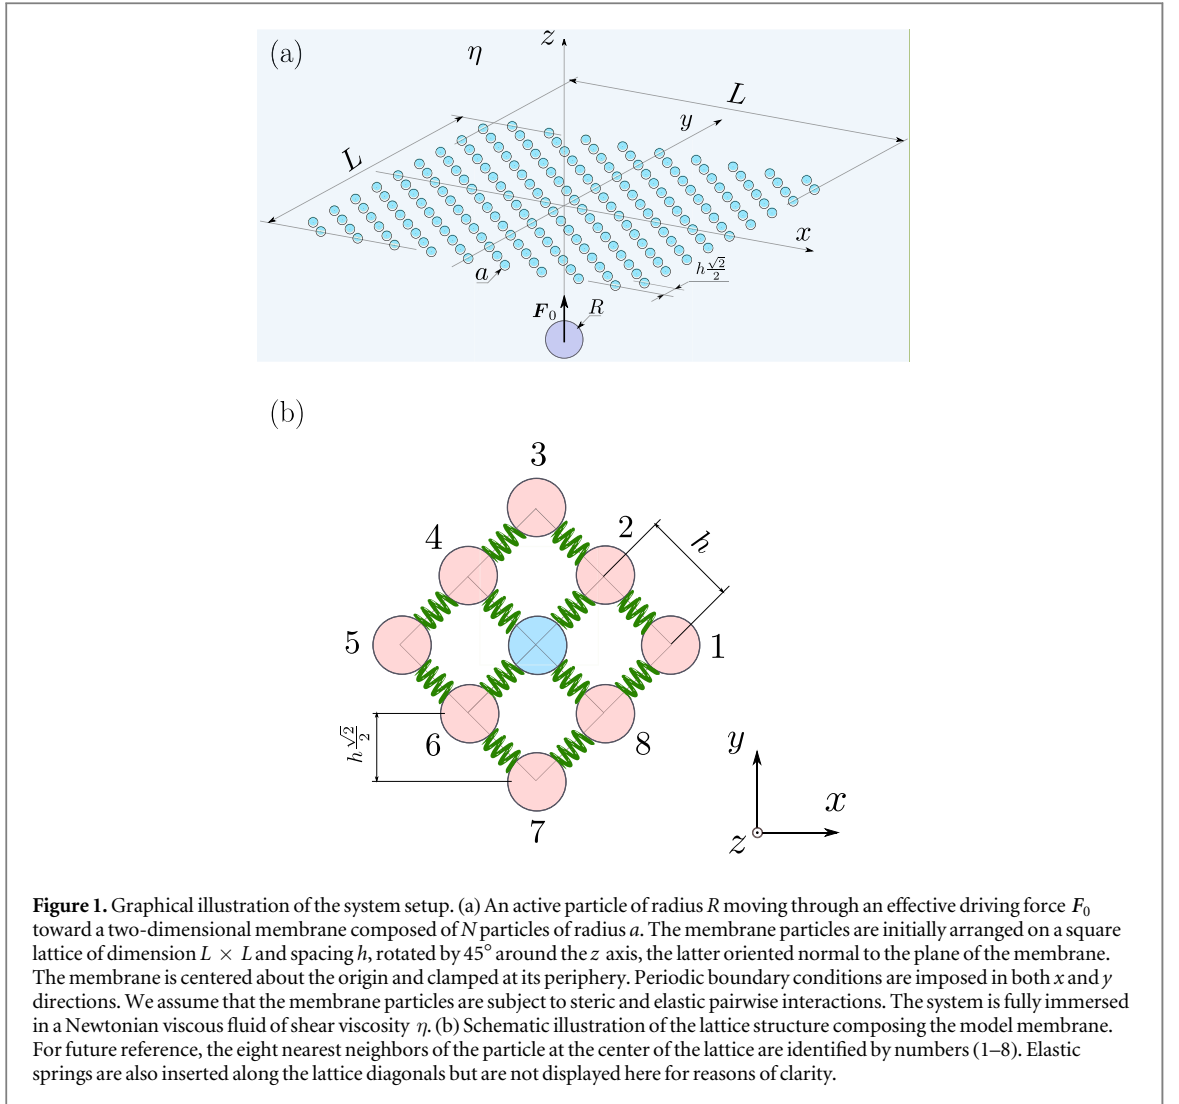 (a)
η
z
L
y
L
x
a
h√2/2
F₀
R
(b)
3
4
2
h
5
1
h√2/2
6
8
7
y
x
z
Figure 1. Graphical illustration of the system setup. (a) An active particle of radius R moving through an effective driving force F₀
toward a two-dimensional membrane composed of N particles of radius a. The membrane particles are initially arranged on a square
lattice of dimension L × L and spacing h, rotated by 45° around the z axis, the latter oriented normal to the plane of the membrane.
The membrane is centered about the origin and clamped at its periphery. Periodic boundary conditions are imposed in both x and y
directions. We assume that the membrane particles are subject to steric and elastic pairwise interactions. The system is fully immersed
in a Newtonian viscous fluid of shear viscosity η. (b) Schematic illustration of the lattice structure composing the model membrane.
For future reference, the eight nearest neighbors of the particle at the center of the lattice are identified by numbers (1–8). Elastic
springs are also inserted along the lattice diagonals but are not displayed here for reasons of clarity.